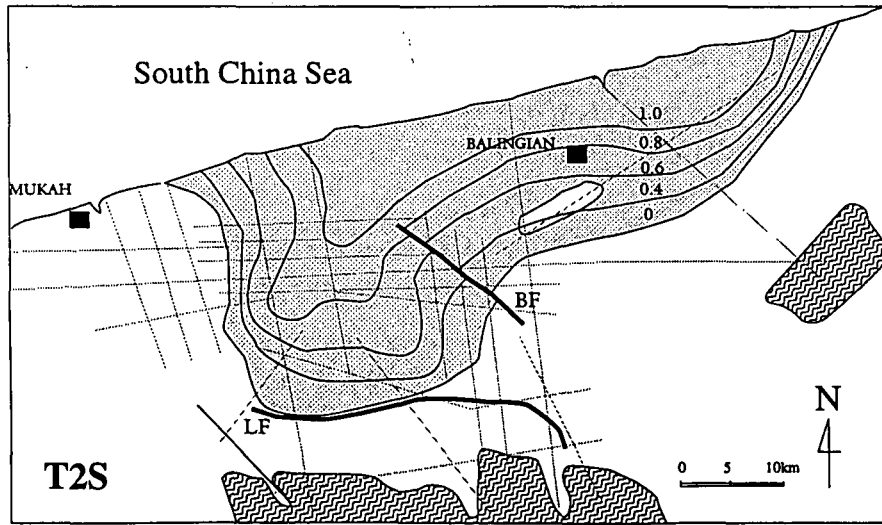 South China Sea
1.0
BALINGIAN
0.8
0.6
MUKAH
0.4
0
BF
LF
N
T2S
0 5 10km